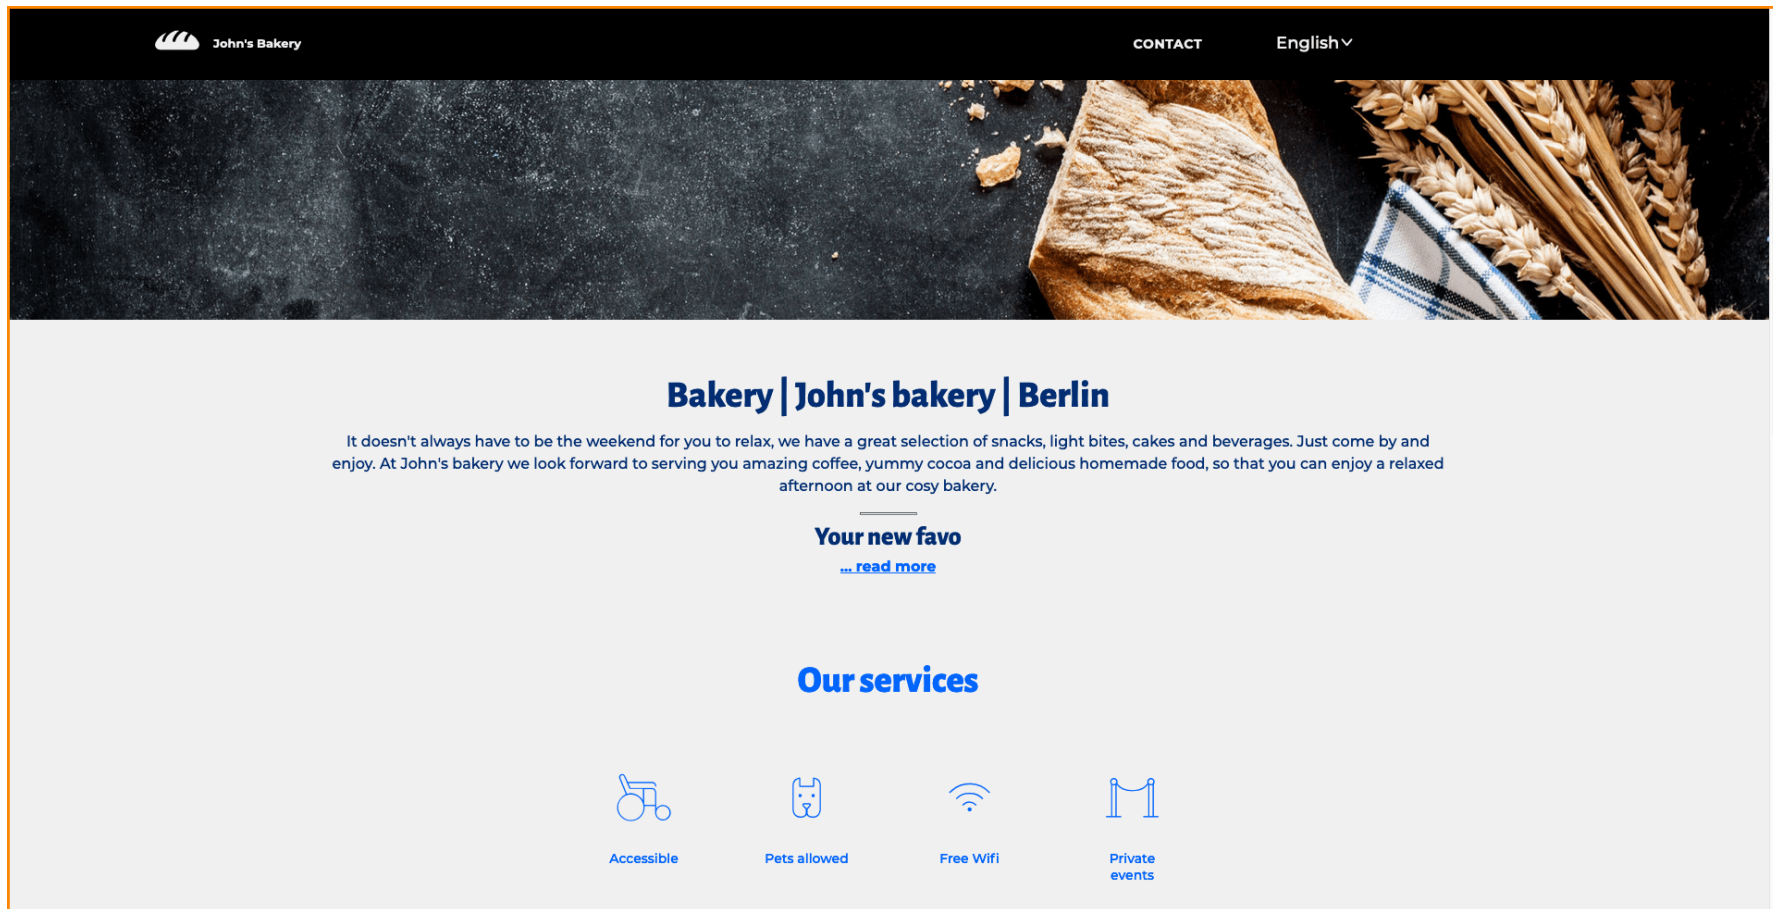 John's Bakery
CONTACT
English
Bakery | John's bakery | Berlin
It doesn't always have to be the weekend for you to relax, we have a great selection of snacks, light bites, cakes and beverages. Just come by and
enjoy. At John's bakery we look forward to serving you amazing coffee, yummy cocoa and delicious homemade food, so that you can enjoy a relaxed
afternoon at our cosy bakery.
Your new favo
... read more
Our services
Accessible
Pets allowed
Free Wifi
Private
events